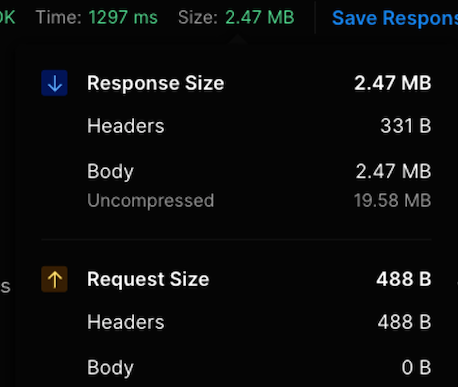 OK Time: 1297 ms Size: 2.47 MB Save Respons
Response Size 2.47 MB
Headers 331 B
Body 2.47 MB
Uncompressed 19.58 MB
s
Request Size 488 B
Headers 488 B
Body 0 B